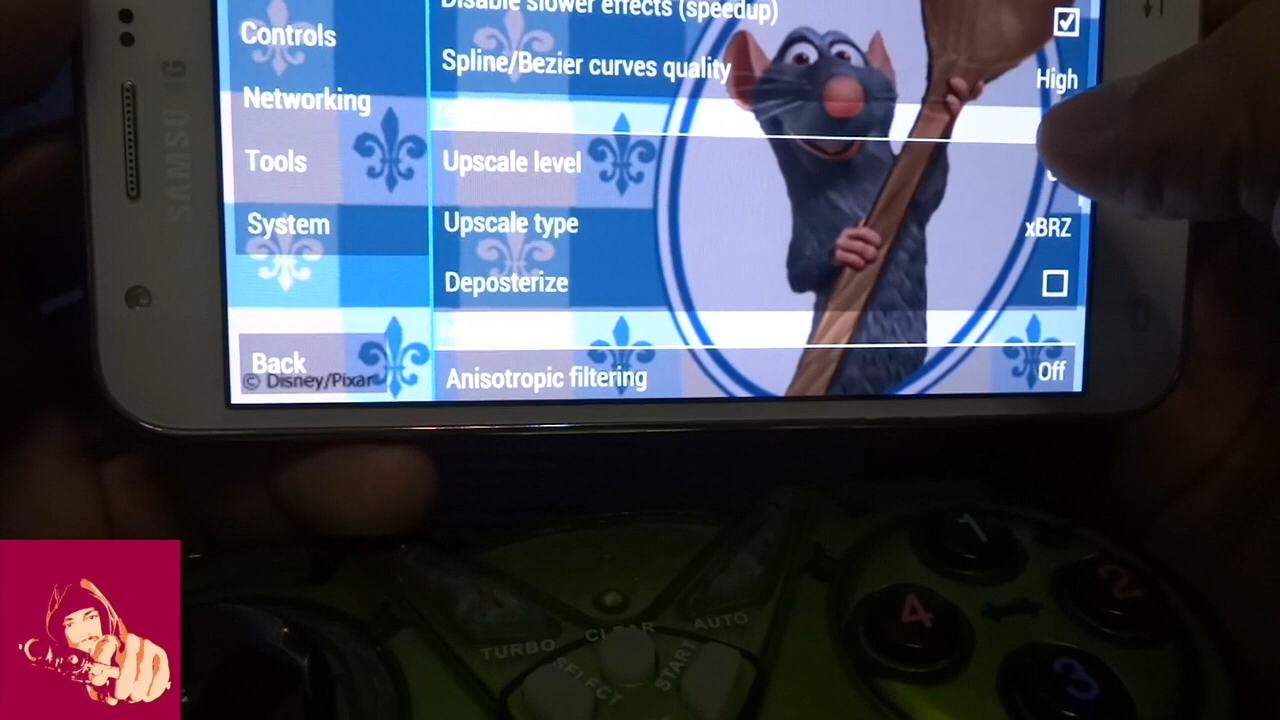 Disable slower effects (speedup)
Controls
Spline/Bezier curves quality
High
Networking
Tools
Upscale level
System
Upscale type
xBRZ
Deposterize
Back
© Disney/Pixar
Anisotropic filtering
Off
SAMSU G
TURBO
CLEAR
AUTO
SELECT
START
1
2
4
3